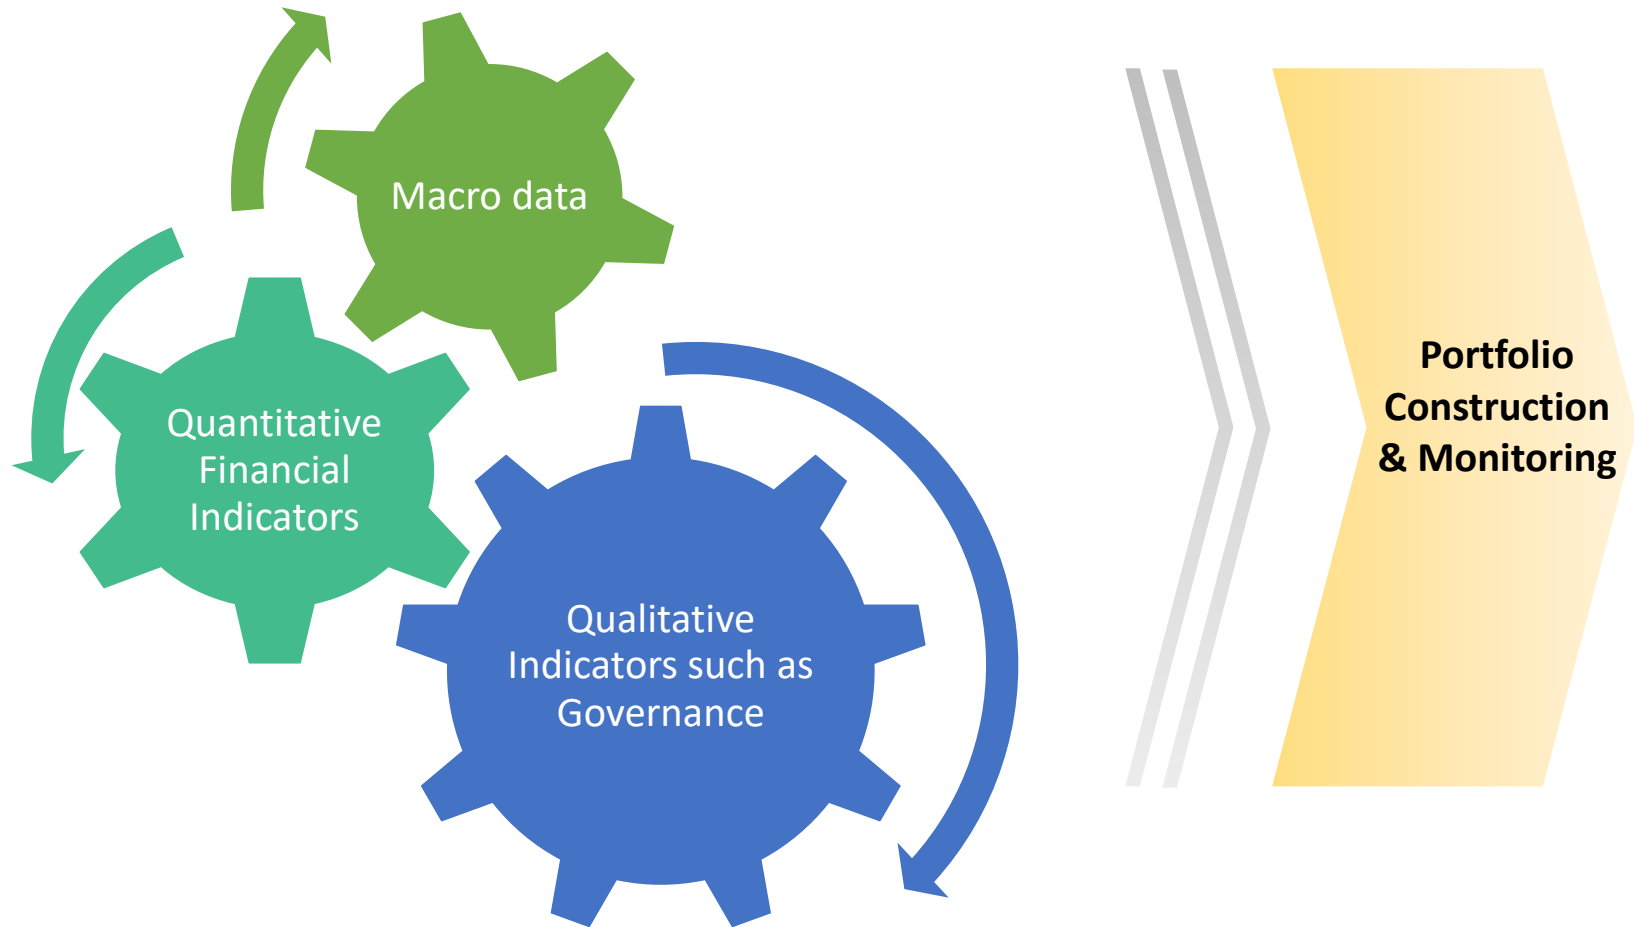 Macro data
Quantitative
Financial
Indicators
Qualitative
Indicators such as
Governance
Portfolio
Construction
& Monitoring